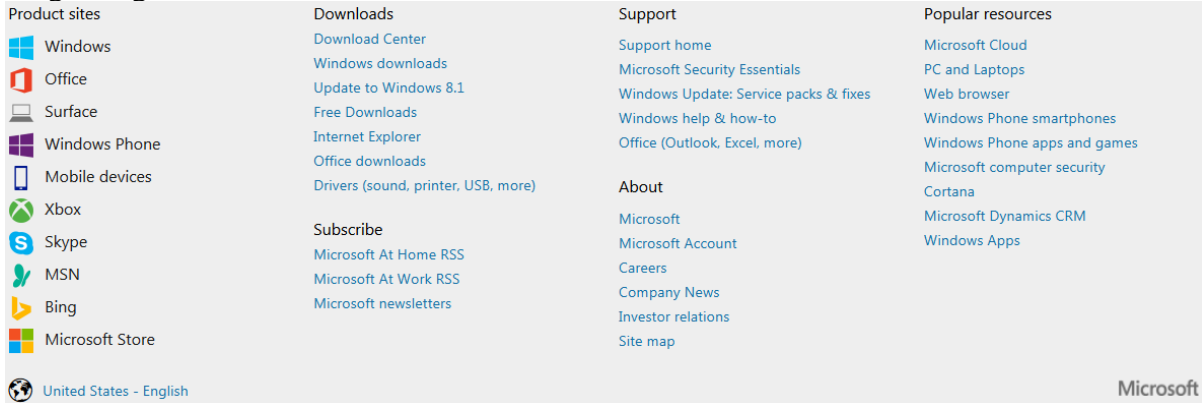 Product sites
Windows
Office
Surface
Windows Phone
Mobile devices
Xbox
Skype
MSN
Bing
Microsoft Store
Downloads
Download Center
Windows downloads
Update to Windows 8.1
Free Downloads
Internet Explorer
Office downloads
Drivers (sound, printer, USB, more)
Subscribe
Microsoft At Home RSS
Microsoft At Work RSS
Microsoft newsletters
Support
Support home
Microsoft Security Essentials
Windows Update: Service packs & fixes
Windows help & how-to
Office (Outlook, Excel, more)
About
Microsoft
Microsoft Account
Careers
Company News
Investor relations
Site map
Popular resources
Microsoft Cloud
PC and Laptops
Web browser
Windows Phone smartphones
Windows Phone apps and games
Microsoft computer security
Cortana
Microsoft Dynamics CRM
Windows Apps
United States - English
Microsoft